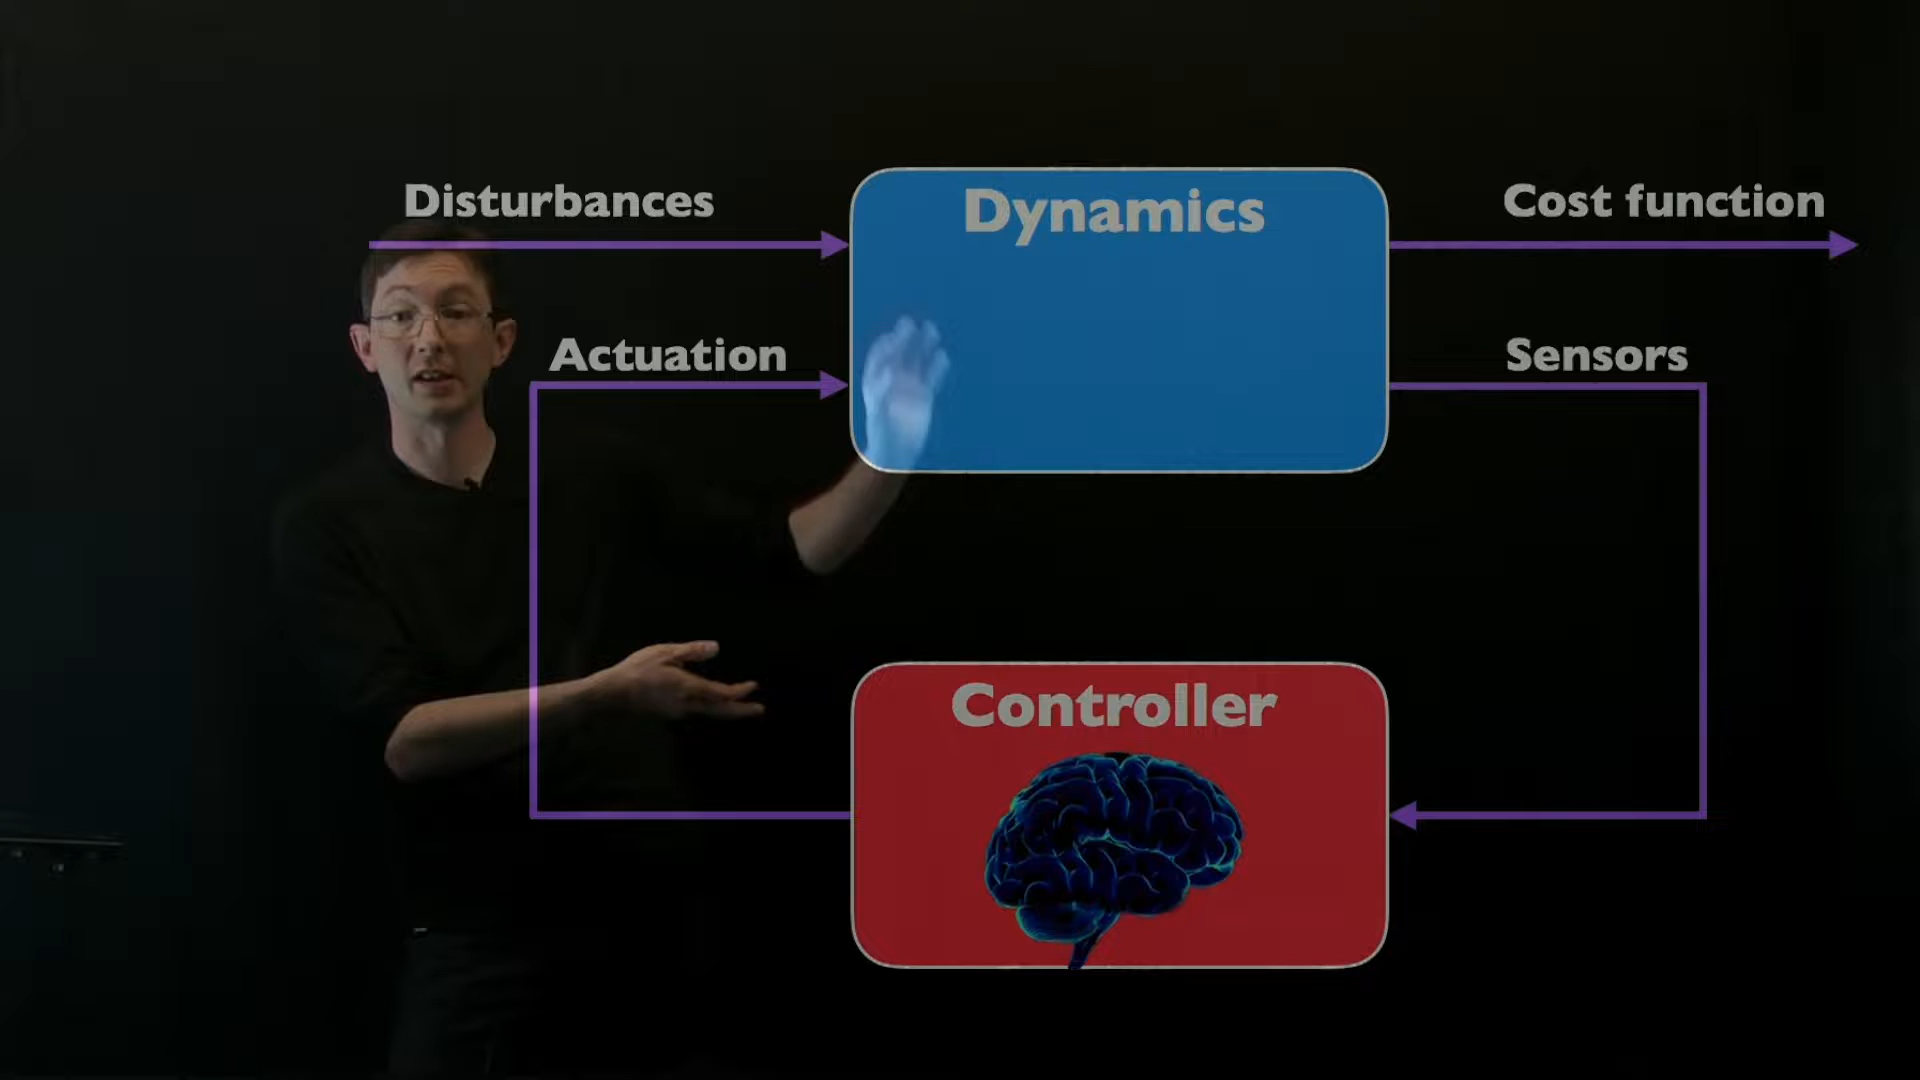 Disturbances
Dynamics
Cost function
Actuation
Sensors
Controller